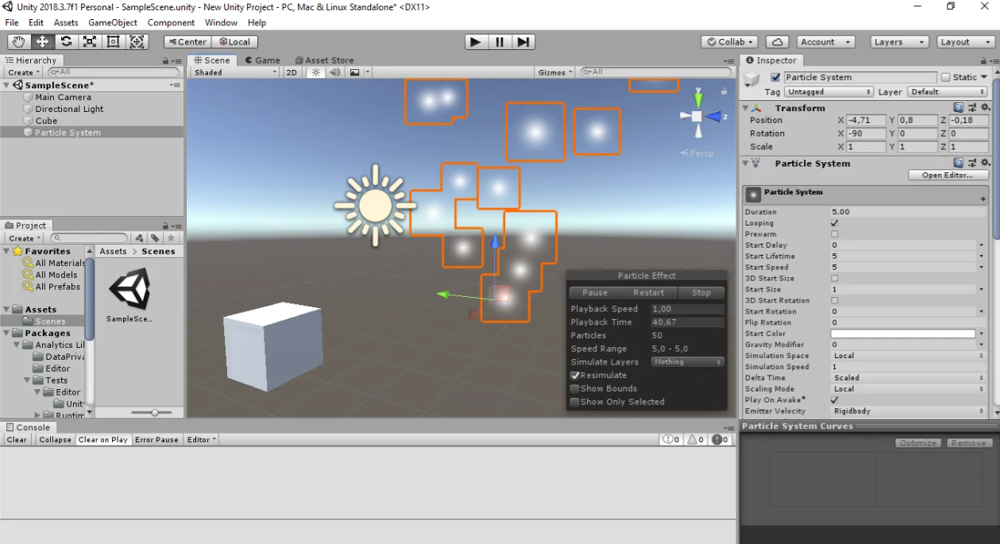 Unity 2018.3.7f1 Personal - SampleScene.unity - New Unity Project - PC, Mac & Linux Standalone* <DX11>
File Edit Assets GameObject Component Window Help
Center Local Collab Account Layers Layout
Hierarchy
Create All
SampleScene*
Main Camera
Directional Light
Cube
Particle System
Project
Create
Favorites
All Materials
All Models
All Prefabs
Assets
Scenes
Packages
Analytics Lil
DataPriva
Editor
Tests
Editor
Unit
Runtim
Assets > Scenes
SampleSce...
Scene Game Asset Store
Shaded 2D Gizmos All
y
z
Persp
Particle Effect
Pause Restart Stop
Playback Speed 1,00
Playback Time 40,67
Particles 50
Speed Range 5,0 - 5,0
Simulate Layers Nothing
Resimulate
Show Bounds
Show Only Selected
Console
Clear Collapse Clear on Play Error Pause Editor 0 0 0
Inspector
Particle System Static
Tag Untagged Layer Default
Transform
Position X -4,71 Y 0,8 Z -0,18
Rotation X -90 Y 0 Z 0
Scale X 1 Y 1 Z 1
Particle System
Open Editor...
Particle System
Duration 5,00
Looping
Prewarm
Start Delay 0
Start Lifetime 5
Start Speed 5
3D Start Size
Start Size 1
3D Start Rotation
Start Rotation 0
Flip Rotation 0
Start Color
Gravity Modifier 0
Simulation Space Local
Simulation Speed 1
Delta Time Scaled
Scaling Mode Local
Play On Awake*
Emitter Velocity Rigidbody
Particle System Curves
Optimize Remove